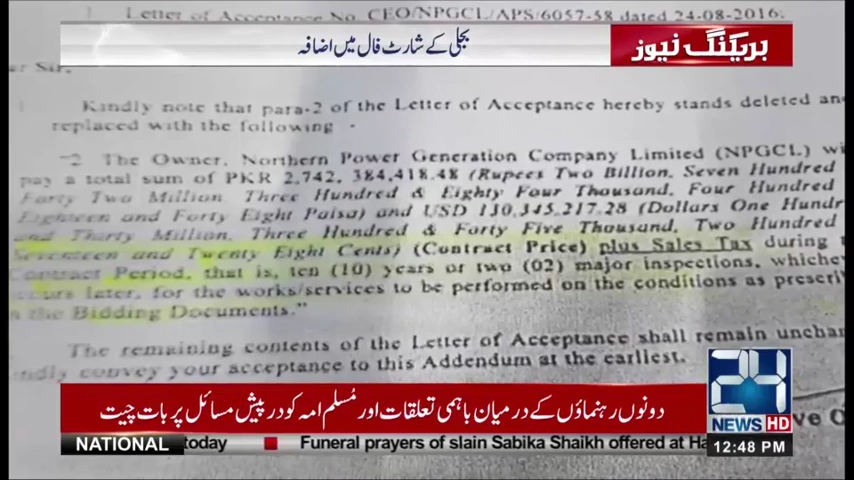 1 Letter of Acceptance No. CEO/NPGCL/APS/6057-58 dated 24-08-2016.
بجلی کے شارٹ فال میں اضافہ
بریکنگ نیوز
Sir,
Kindly note that para-2 of the Letter of Acceptance hereby stands deleted and
replaced with the following -
"2 The Owner, Northern Power Generation Company Limited (NPGCL) wi
pay a total sum of PKR 2,742, 384,418.48 (Rupees Two Billion, Seven Hundred
Forty Two Million, Three Hundred & Eighty Four Thousand, Four Hundred
Eighteen and Forty Eight Paisa) and USD 130,345,217.28 (Dollars One Hundr
and Thirty Million, Three Hundred & Forty Five Thousand, Two Hundred
Seventeen and Twenty Eight Cents) (Contract Price) plus Sales Tax during
Contract Period, that is, ten (10) years or two (02) major inspections, whiche
occurs later, for the works/services to be performed on the conditions as prescri
the Bidding Documents."
The remaining contents of the Letter of Acceptance shall remain unchan
convey your acceptance to this Addendum at the earliest.
24
NEWS HD
دونوں رہنماؤں کے درمیان باہمی تعلقات اور مُسلم امہ کو درپیش مسائل پر بات چیت
NATIONAL today Funeral prayers of slain Sabika Shaikh offered at Ha
12:48 PM